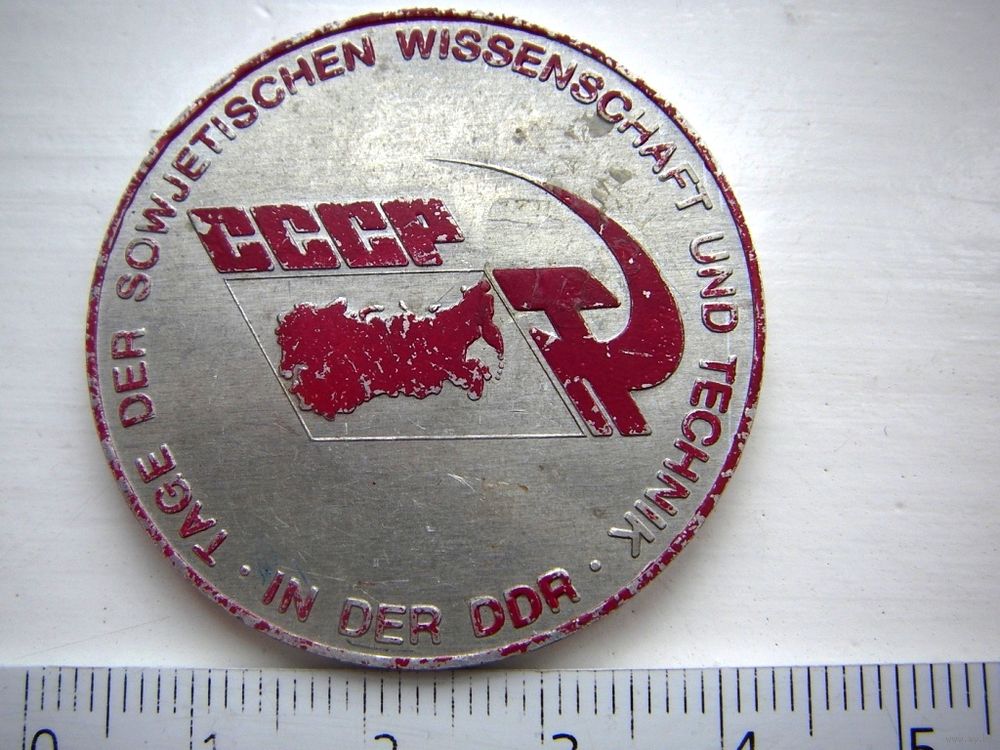 TAGE DER SOWJETISCHEN WISSENSCHAFT UND TECHNIK
· IN DER DDR ·
CCCP
0 1 2 3 4 5